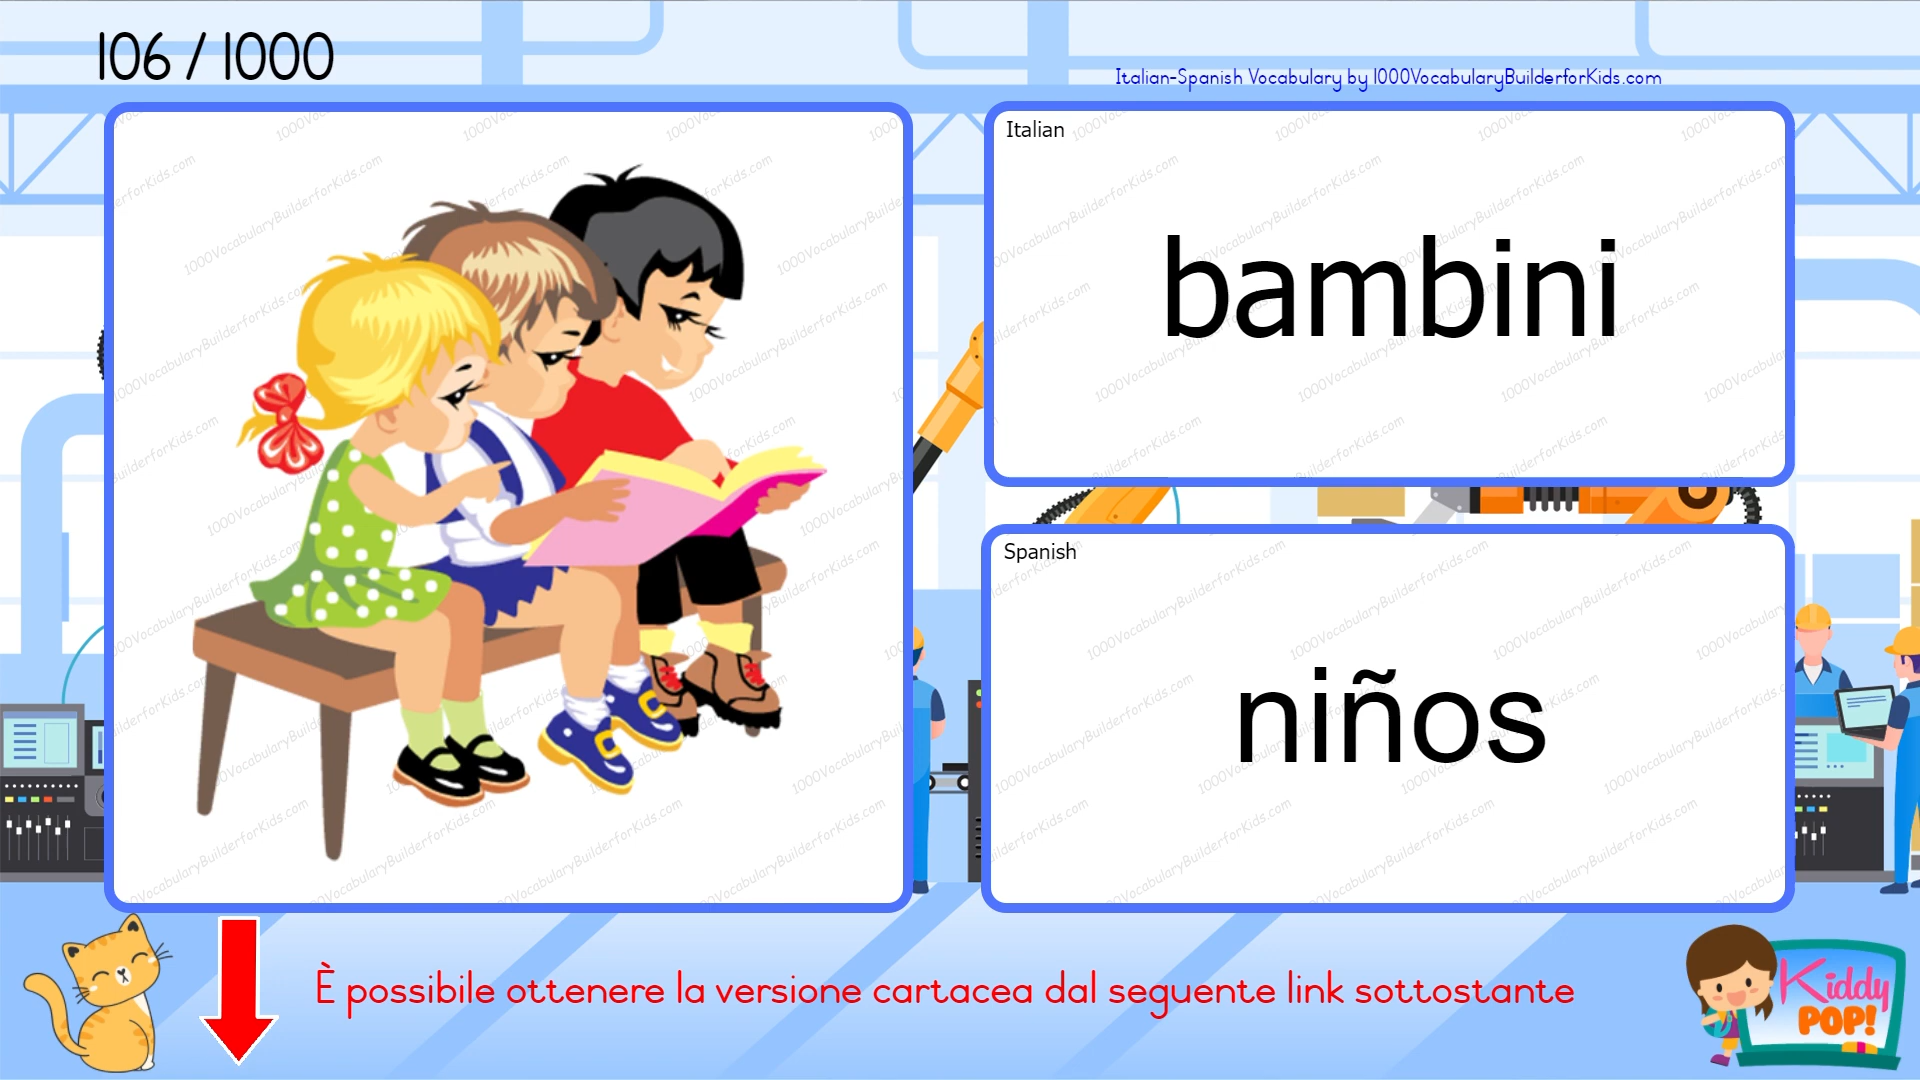 106 / 1000
Italian-Spanish Vocabulary by 1000VocabularyBuilderforKids.com
Italian
bambini
Spanish
niños
È possibile ottenere la versione cartacea dal seguente link sottostante
Kiddy
POP!